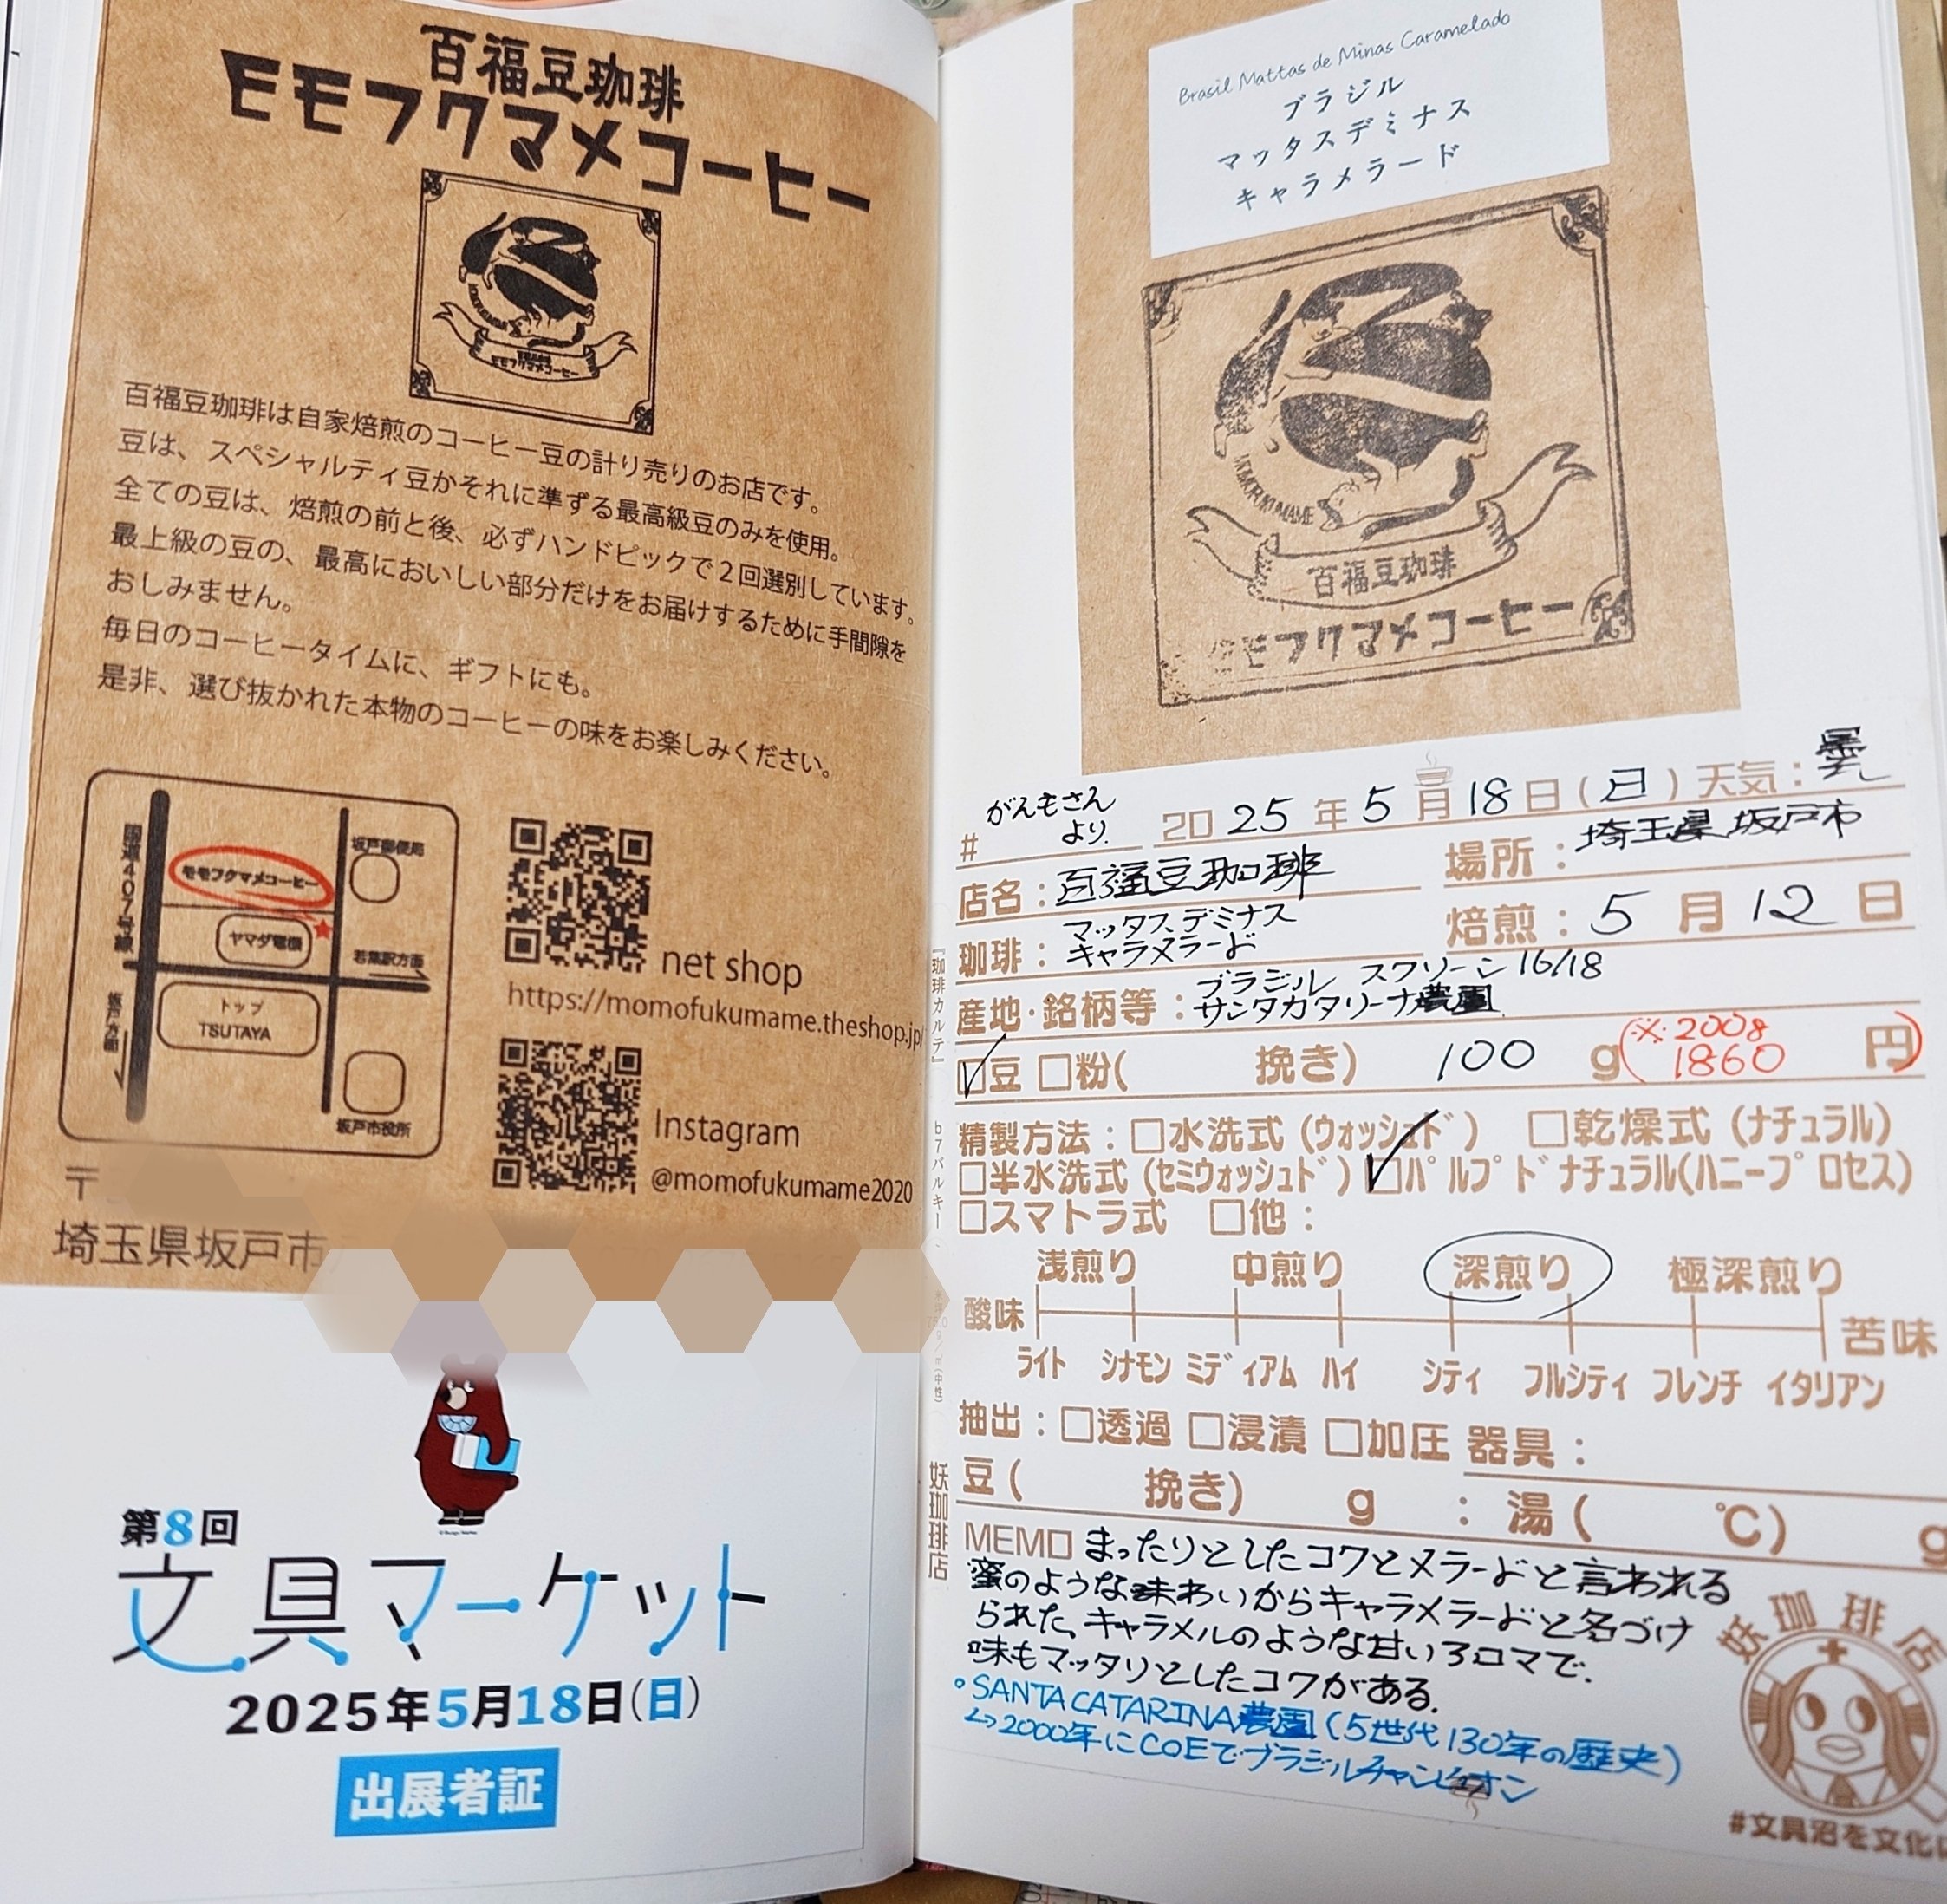 百福豆珈琲
モモフクマメコーヒー
モモフクマメコーヒー
百福豆珈琲は自家焙煎のコーヒー豆の計り売りのお店です。
豆は、スペシャルティ豆かそれに準ずる最高級豆のみを使用。
全ての豆は、焙煎の前と後、必ずハンドピックで2回選別しています。
最上級の豆の、最高においしい部分だけをお届けするために手間隙を
おしみません。
毎日のコーヒータイムに、ギフトにも。
是非、選び抜かれた本物のコーヒーの味をお楽しみください。
国道407号線
モモフクマメコーヒー
坂戸郵便局
ヤマダ電機
若葉駅方面
トップ
TSUTAYA
坂戸方面
坂戸市役所
net shop
https://momofukumame.theshop.jp/
Instagram
@momofukumame2020
〒
埼玉県坂戸市
第8回
文具マーケット
2025年5月18日(日)
出展者証
Brasil Mattas de Minas Caramelado
ブラジル
マッタスデミナス
キャラメラード
MOMOFUKUMAME
百福豆珈琲
モモフクマメコーヒー
# がんもさん
より.
2025年5月18日(日) 天気:曇
店名:百福豆珈琲 場所:埼玉県坂戸市
珈琲:マッタスデミナス
キャラメラーど 焙煎:5月12日
産地・銘柄等:ブラジル スクリーン16/18
サンタカタリーナ農園
☑豆 □粉( 挽き) 100 g(※200g 1860 円)
精製方法:□水洗式(ウォッシュド) □乾燥式(ナチュラル)
□半水洗式(セミウォッシュド) ☑パルプドナチュラル(ハニープロセス)
□スマトラ式 □他:
浅煎り 中煎り 深煎り 極深煎り
酸味 苦味
ライト シナモン ミディアム ハイ シティ フルシティ フレンチ イタリアン
抽出:□透過 □浸漬 □加圧 器具:
豆( 挽き) g :湯( ℃) g
MEMO まったりとしたコクとメラーどと言われる
蜜のような味わいからキャラメラーどと名づけ
られた。キャラメルのような甘いアロマで、
味もマッタリとしたコクがある。
・SANTA CATARINA農園(5世代130年の歴史)
↳2000年にCOEでブラジルチャンピオン
『珈琲カルテ』
b7バルキー
妖珈琲店
妖珈琲店
#文具沼を文化に